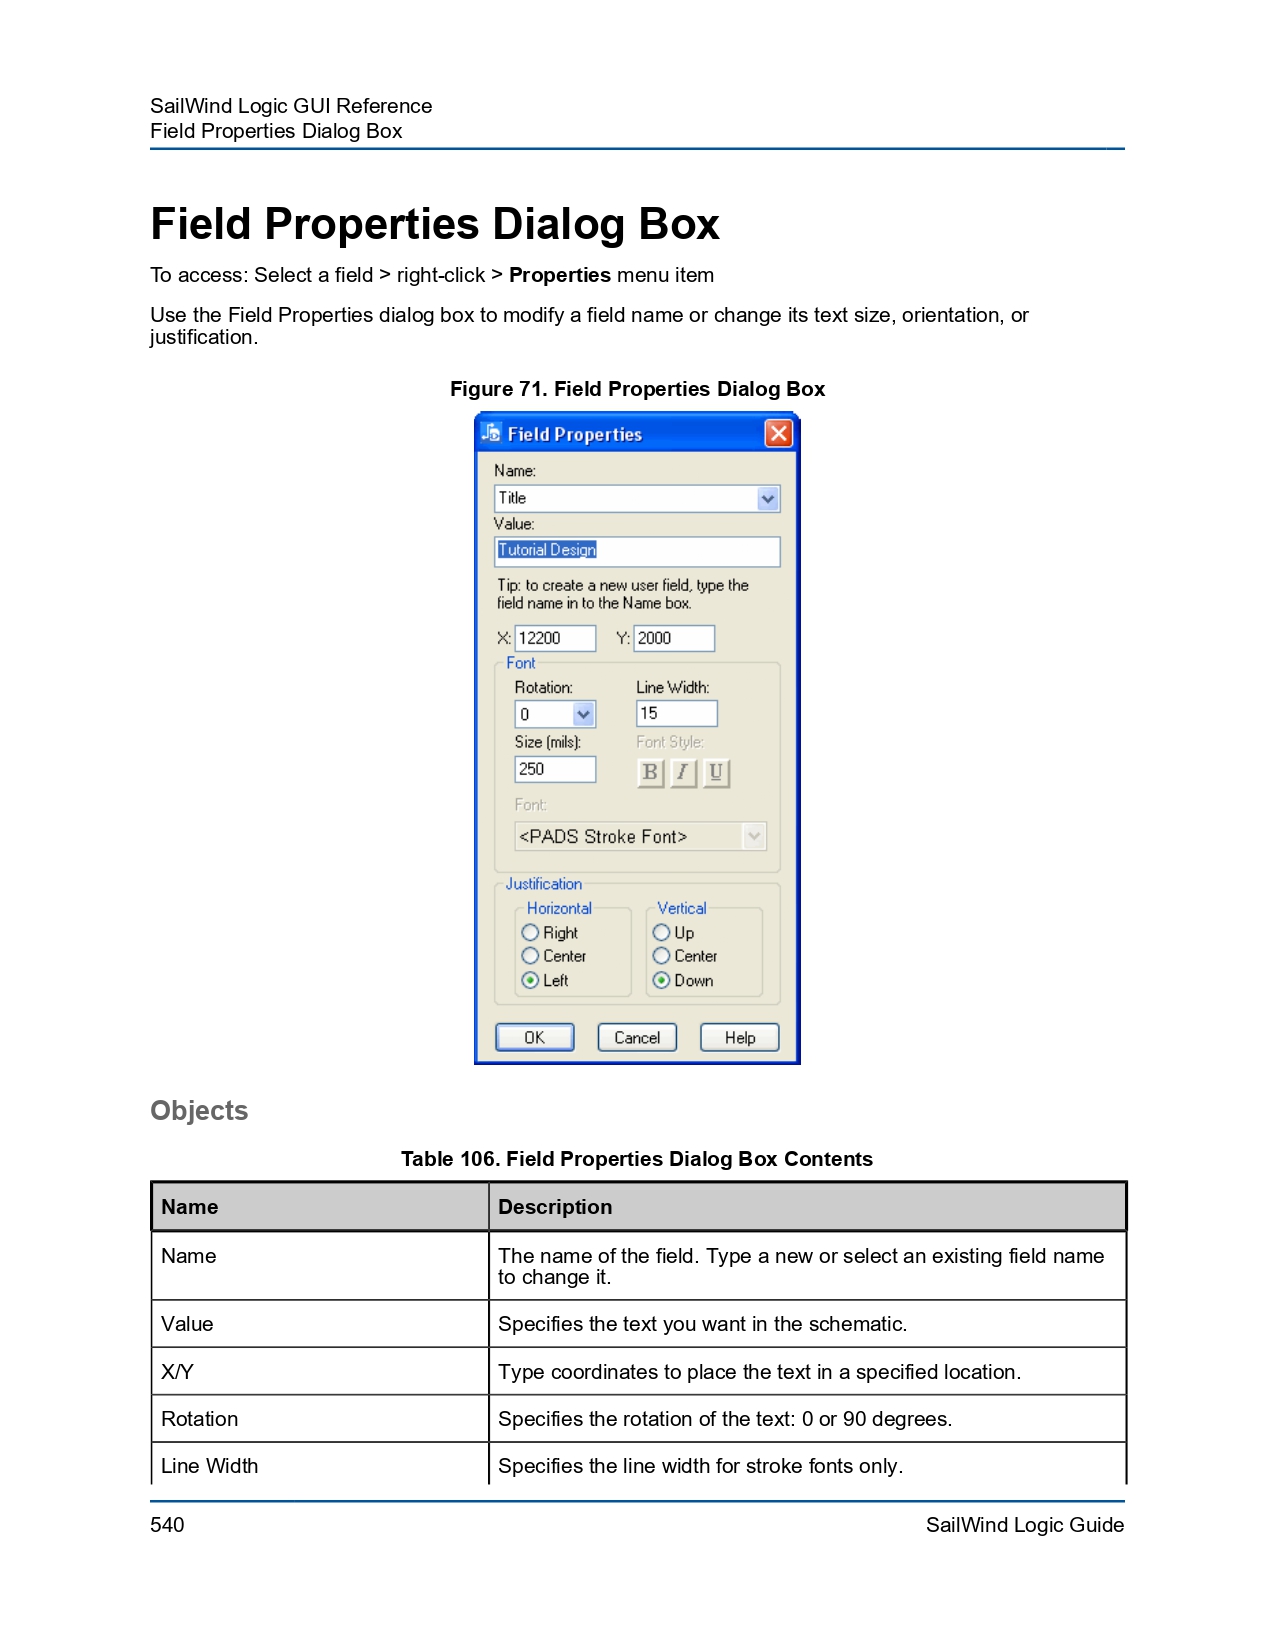 SailWind Logic GUI Reference
Field Properties Dialog Box
Field Properties Dialog Box
To access: Select a field > right-click > Properties menu item
Use the Field Properties dialog box to modify a field name or change its text size, orientation, or
justification.
Figure 71. Field Properties Dialog Box
Field Properties
Name:
Title
Value:
Tutorial Design
Tip: to create a new user field, type the
field name in to the Name box.
X: 12200 Y: 2000
Font
Rotation: Line Width:
0 15
Size (mils): Font Style:
250 B I U
Font:
<PADS Stroke Font>
Justification
Horizontal Vertical
Right Up
Center Center
Left Down
OK Cancel Help
Objects
Table 106. Field Properties Dialog Box Contents
Name Description
Name The name of the field. Type a new or select an existing field name
to change it.
Value Specifies the text you want in the schematic.
X/Y Type coordinates to place the text in a specified location.
Rotation Specifies the rotation of the text: 0 or 90 degrees.
Line Width Specifies the line width for stroke fonts only.
540 SailWind Logic Guide